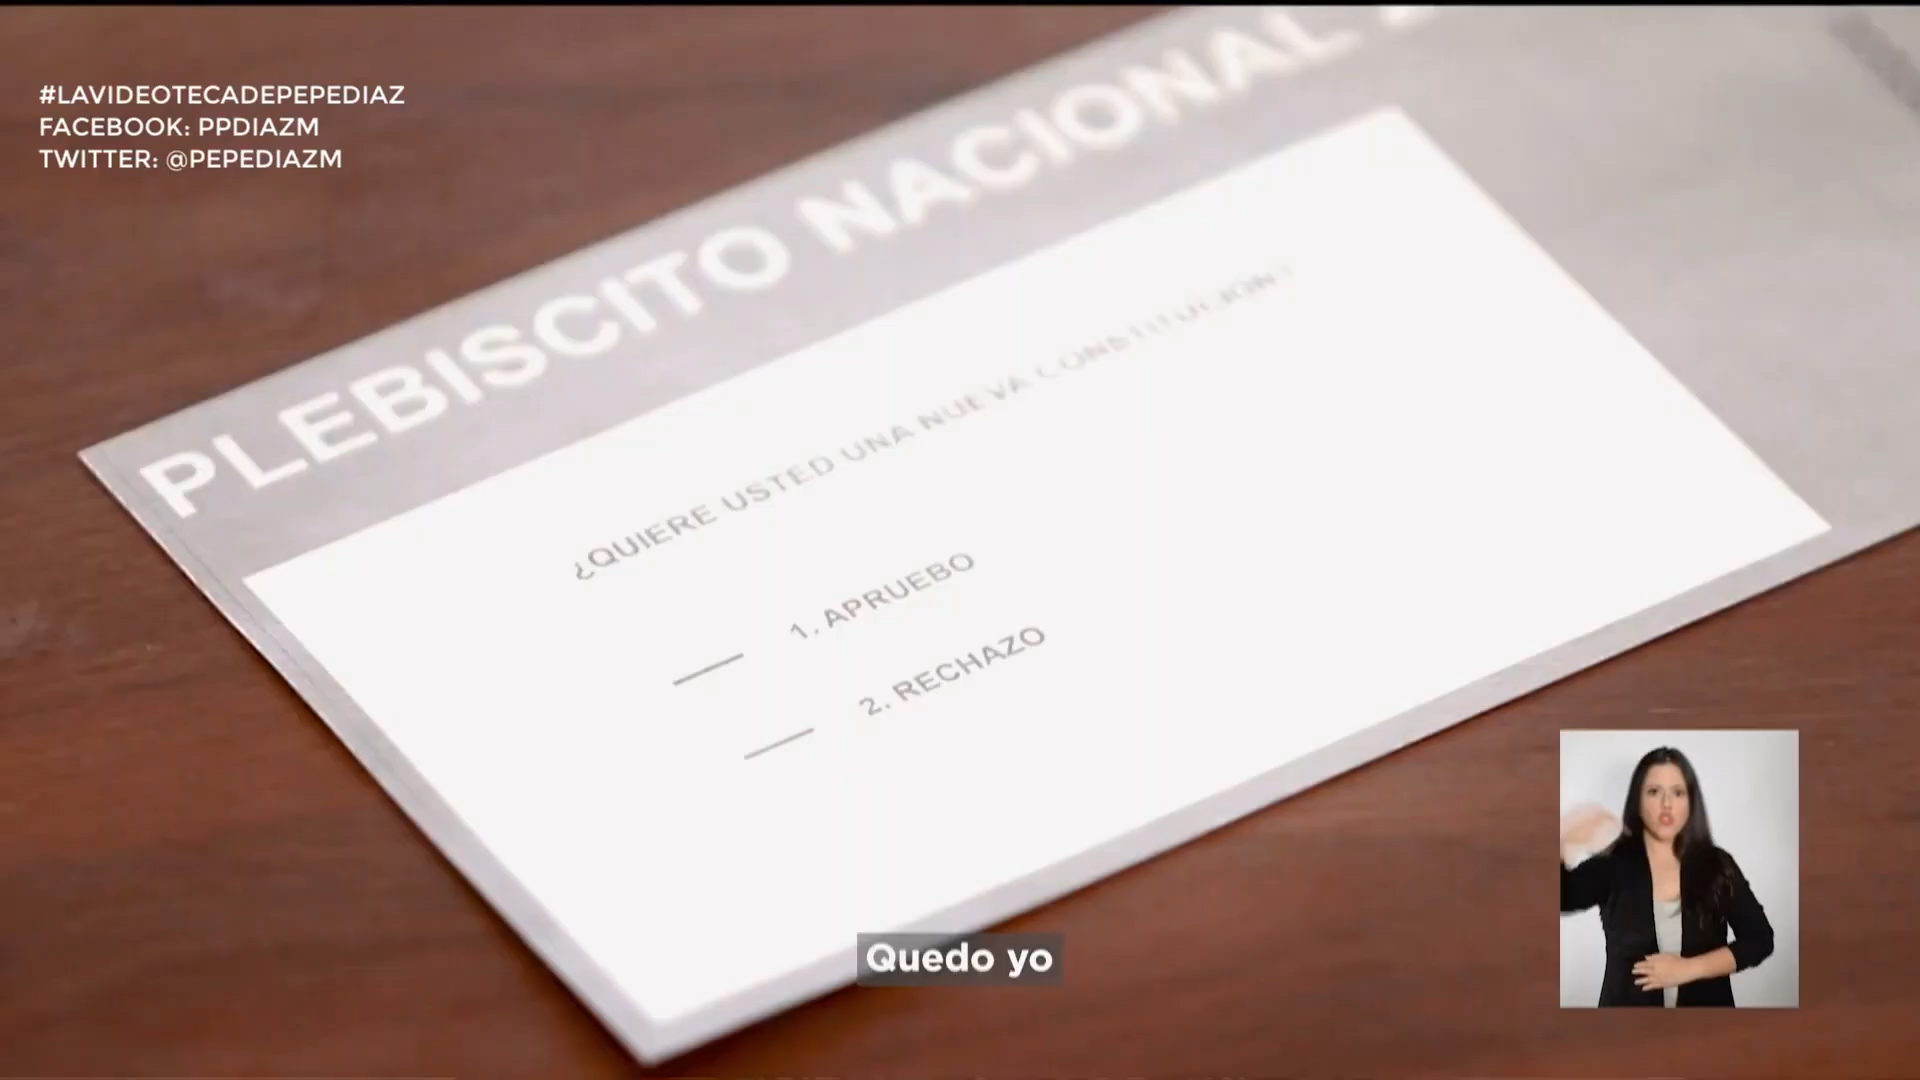 #LAVIDEOTECADEPEPEDIAZ
FACEBOOK: PPDIAZM
TWITTER: @PEPEDIAZM
PLEBISCITO NACIONAL
¿QUIERE USTED UNA NUEVA CONSTITUCIÓN?
1. APRUEBO
2. RECHAZO
Quedo yo